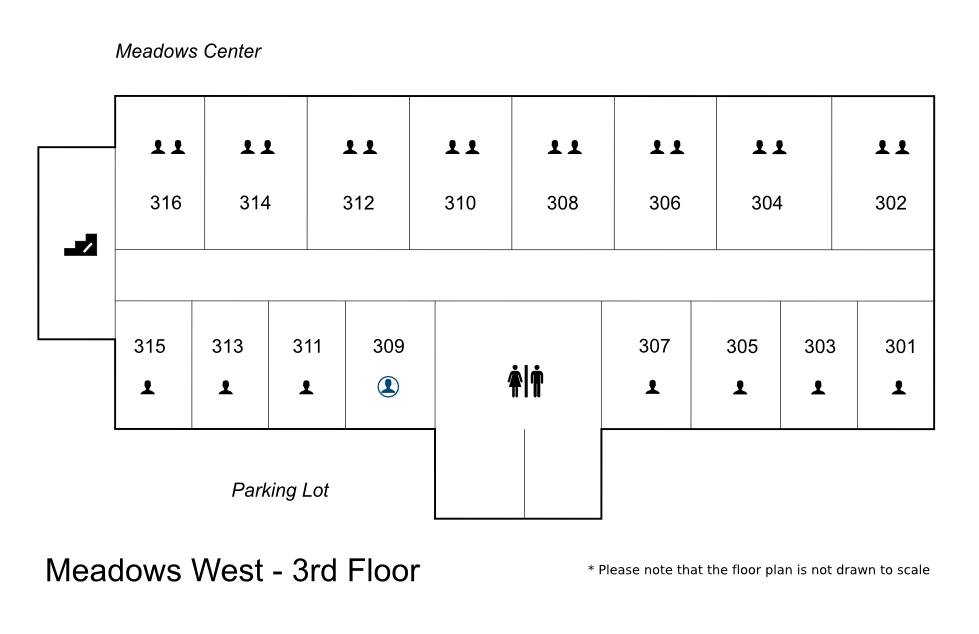 Meadows Center
316 314 312 310 308 306 304 302
315 313 311 309 307 305 303 301
Parking Lot
Meadows West - 3rd Floor
* Please note that the floor plan is not drawn to scale